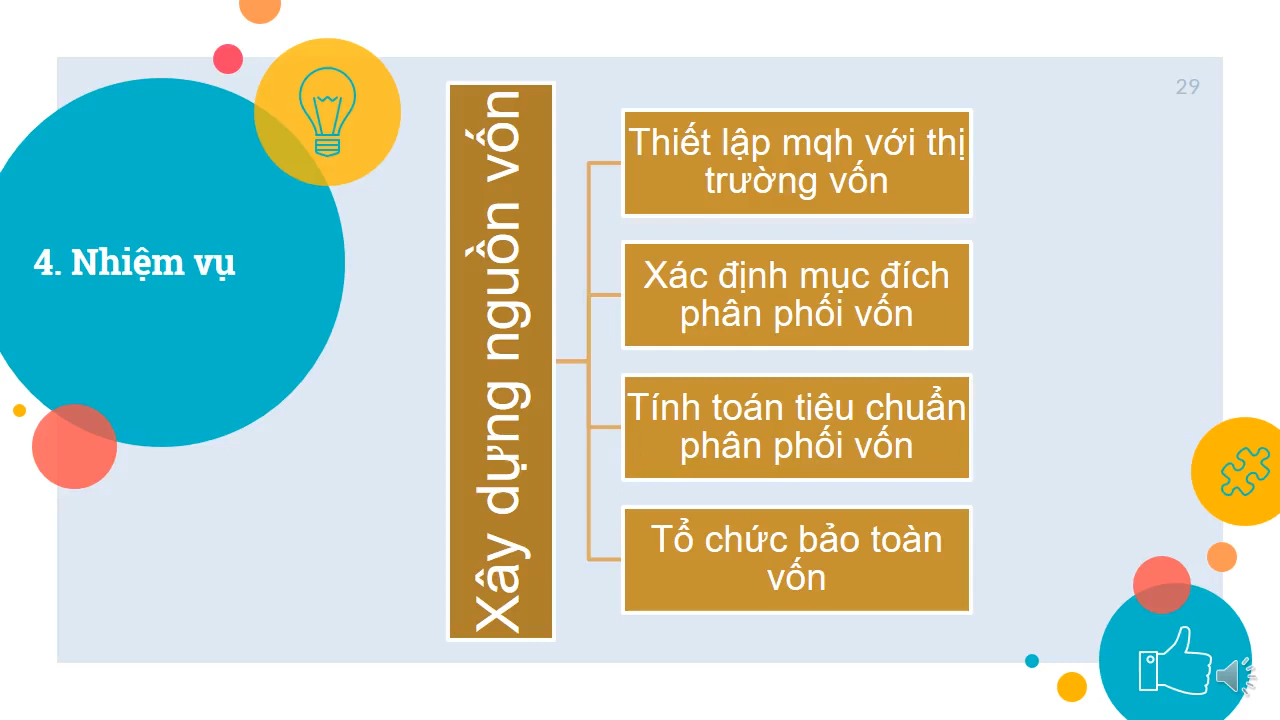 29
4. Nhiệm vụ
Xây dựng nguồn vốn
Thiết lập mqh với thị
trường vốn
Xác định mục đích
phân phối vốn
Tính toán tiêu chuẩn
phân phối vốn
Tổ chức bảo toàn
vốn